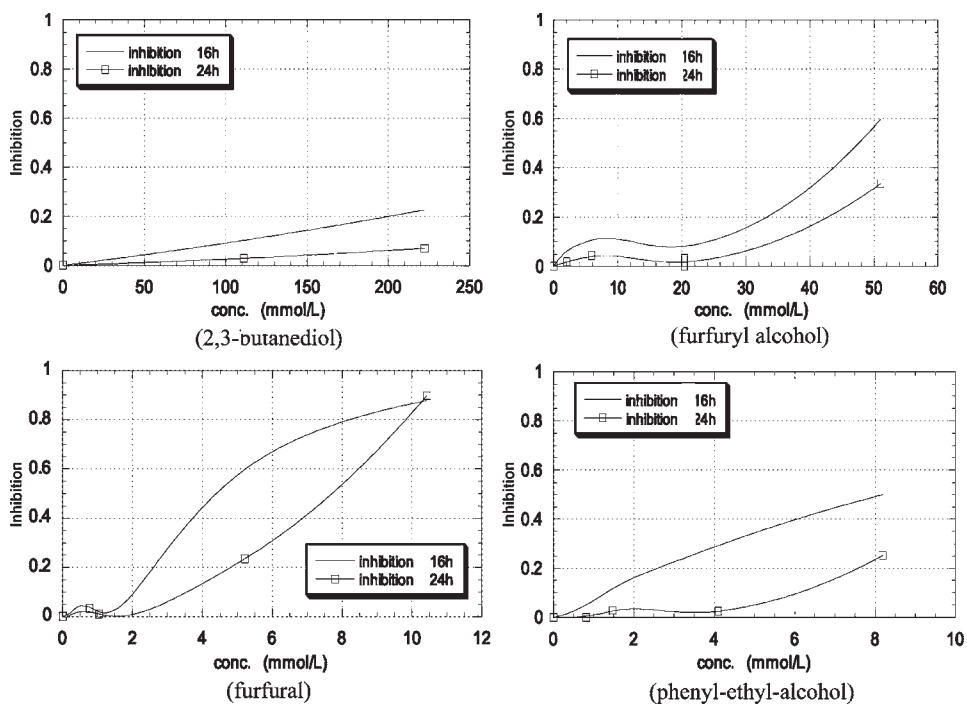 1
0.8
0.6
0.4
0.2
0
Inhibition
inhibition 16h
inhibition 24h
0 50 100 150 200 250
conc. (mmol/L)
(2,3-butanediol)
1
0.8
0.6
0.4
0.2
0
Inhibition
inhibition 16h
inhibition 24h
0 10 20 30 40 50 60
conc. (mmol/L)
(furfuryl alcohol)
1
0.8
0.6
0.4
0.2
0
Inhibition
inhibition 16h
inhibition 24h
0 2 4 6 8 10 12
conc. (mmol/L)
(furfural)
1
0.8
0.6
0.4
0.2
0
Inhibition
inhibition 16h
inhibition 24h
0 2 4 6 8 10
conc. (mmol/L)
(phenyl-ethyl-alcohol)